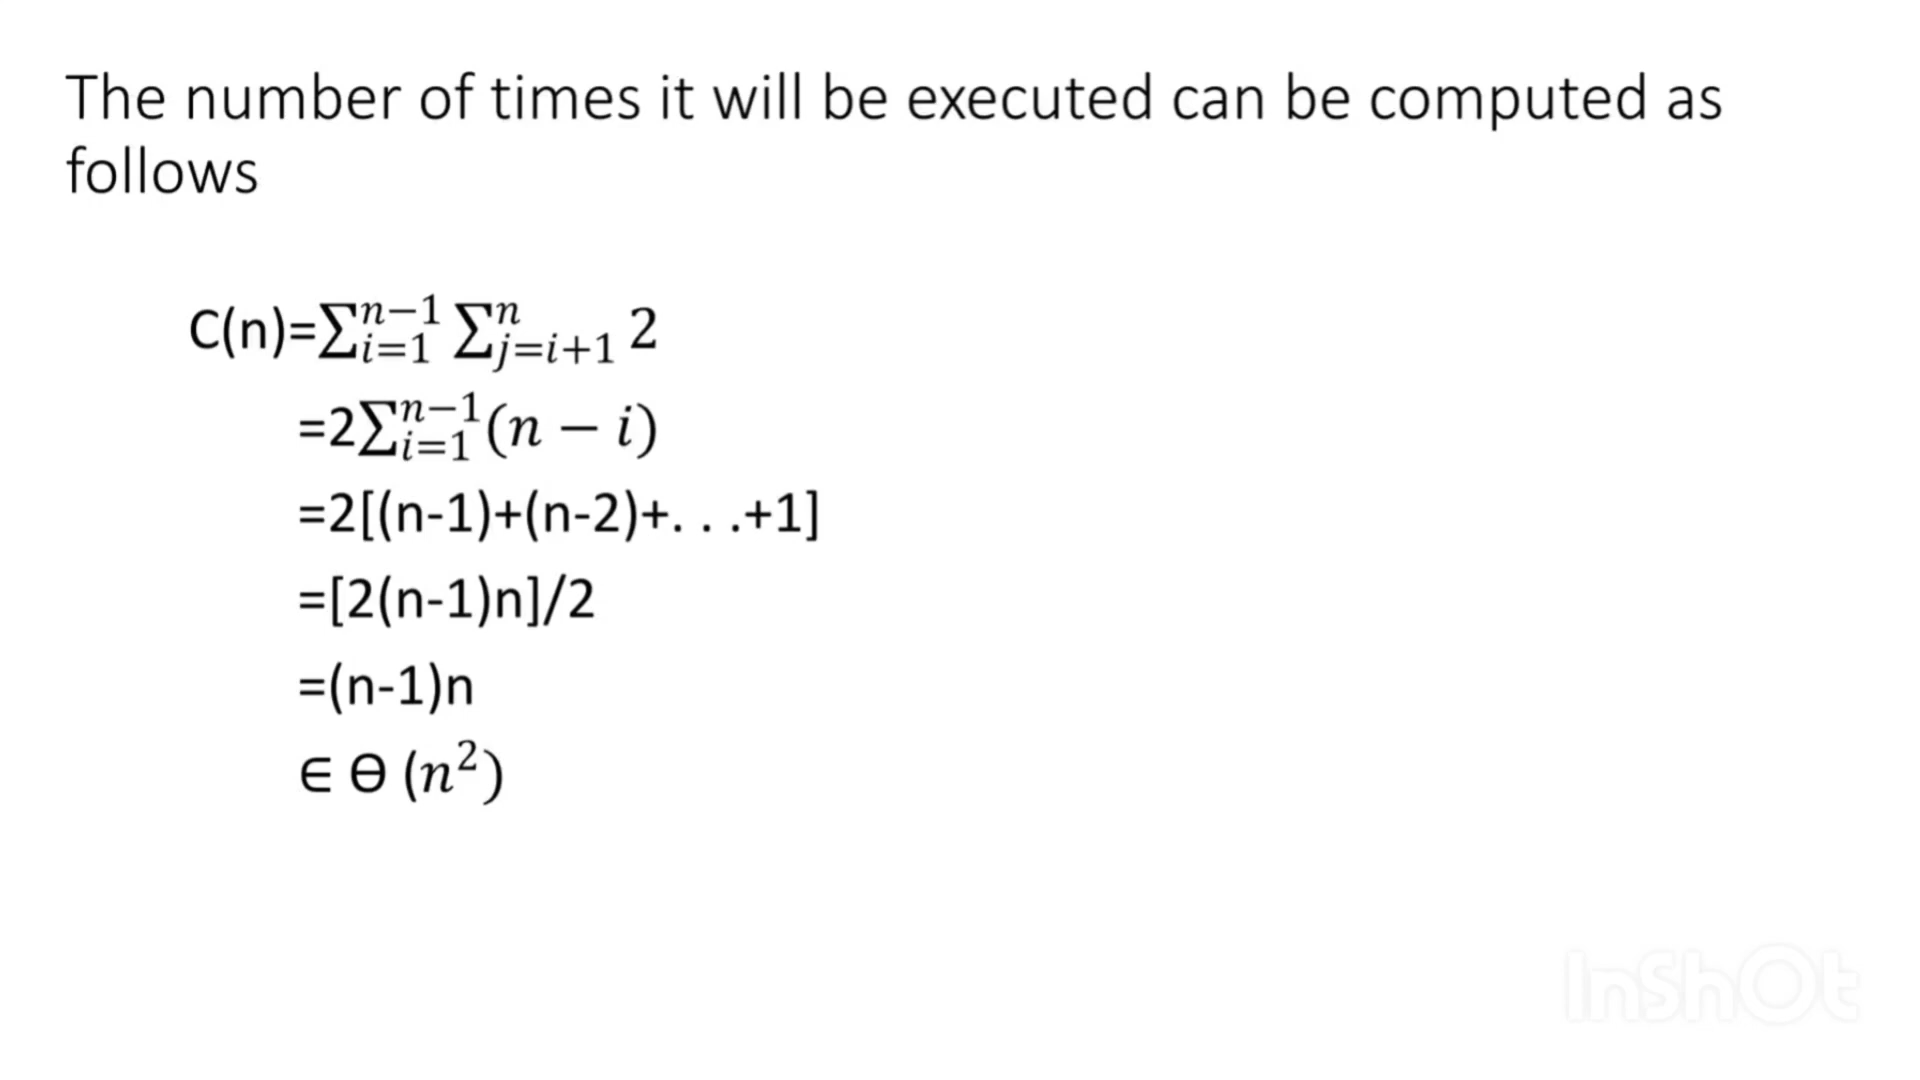 The number of times it will be executed can be computed as
follows
C(n)=∑_{i=1}^{n−1} ∑_{j=i+1}^{n} 2
=2∑_{i=1}^{n−1}(n − i)
=2[(n-1)+(n-2)+. . .+1]
=[2(n-1)n]/2
=(n-1)n
∈ Ө (n²)
InShOt